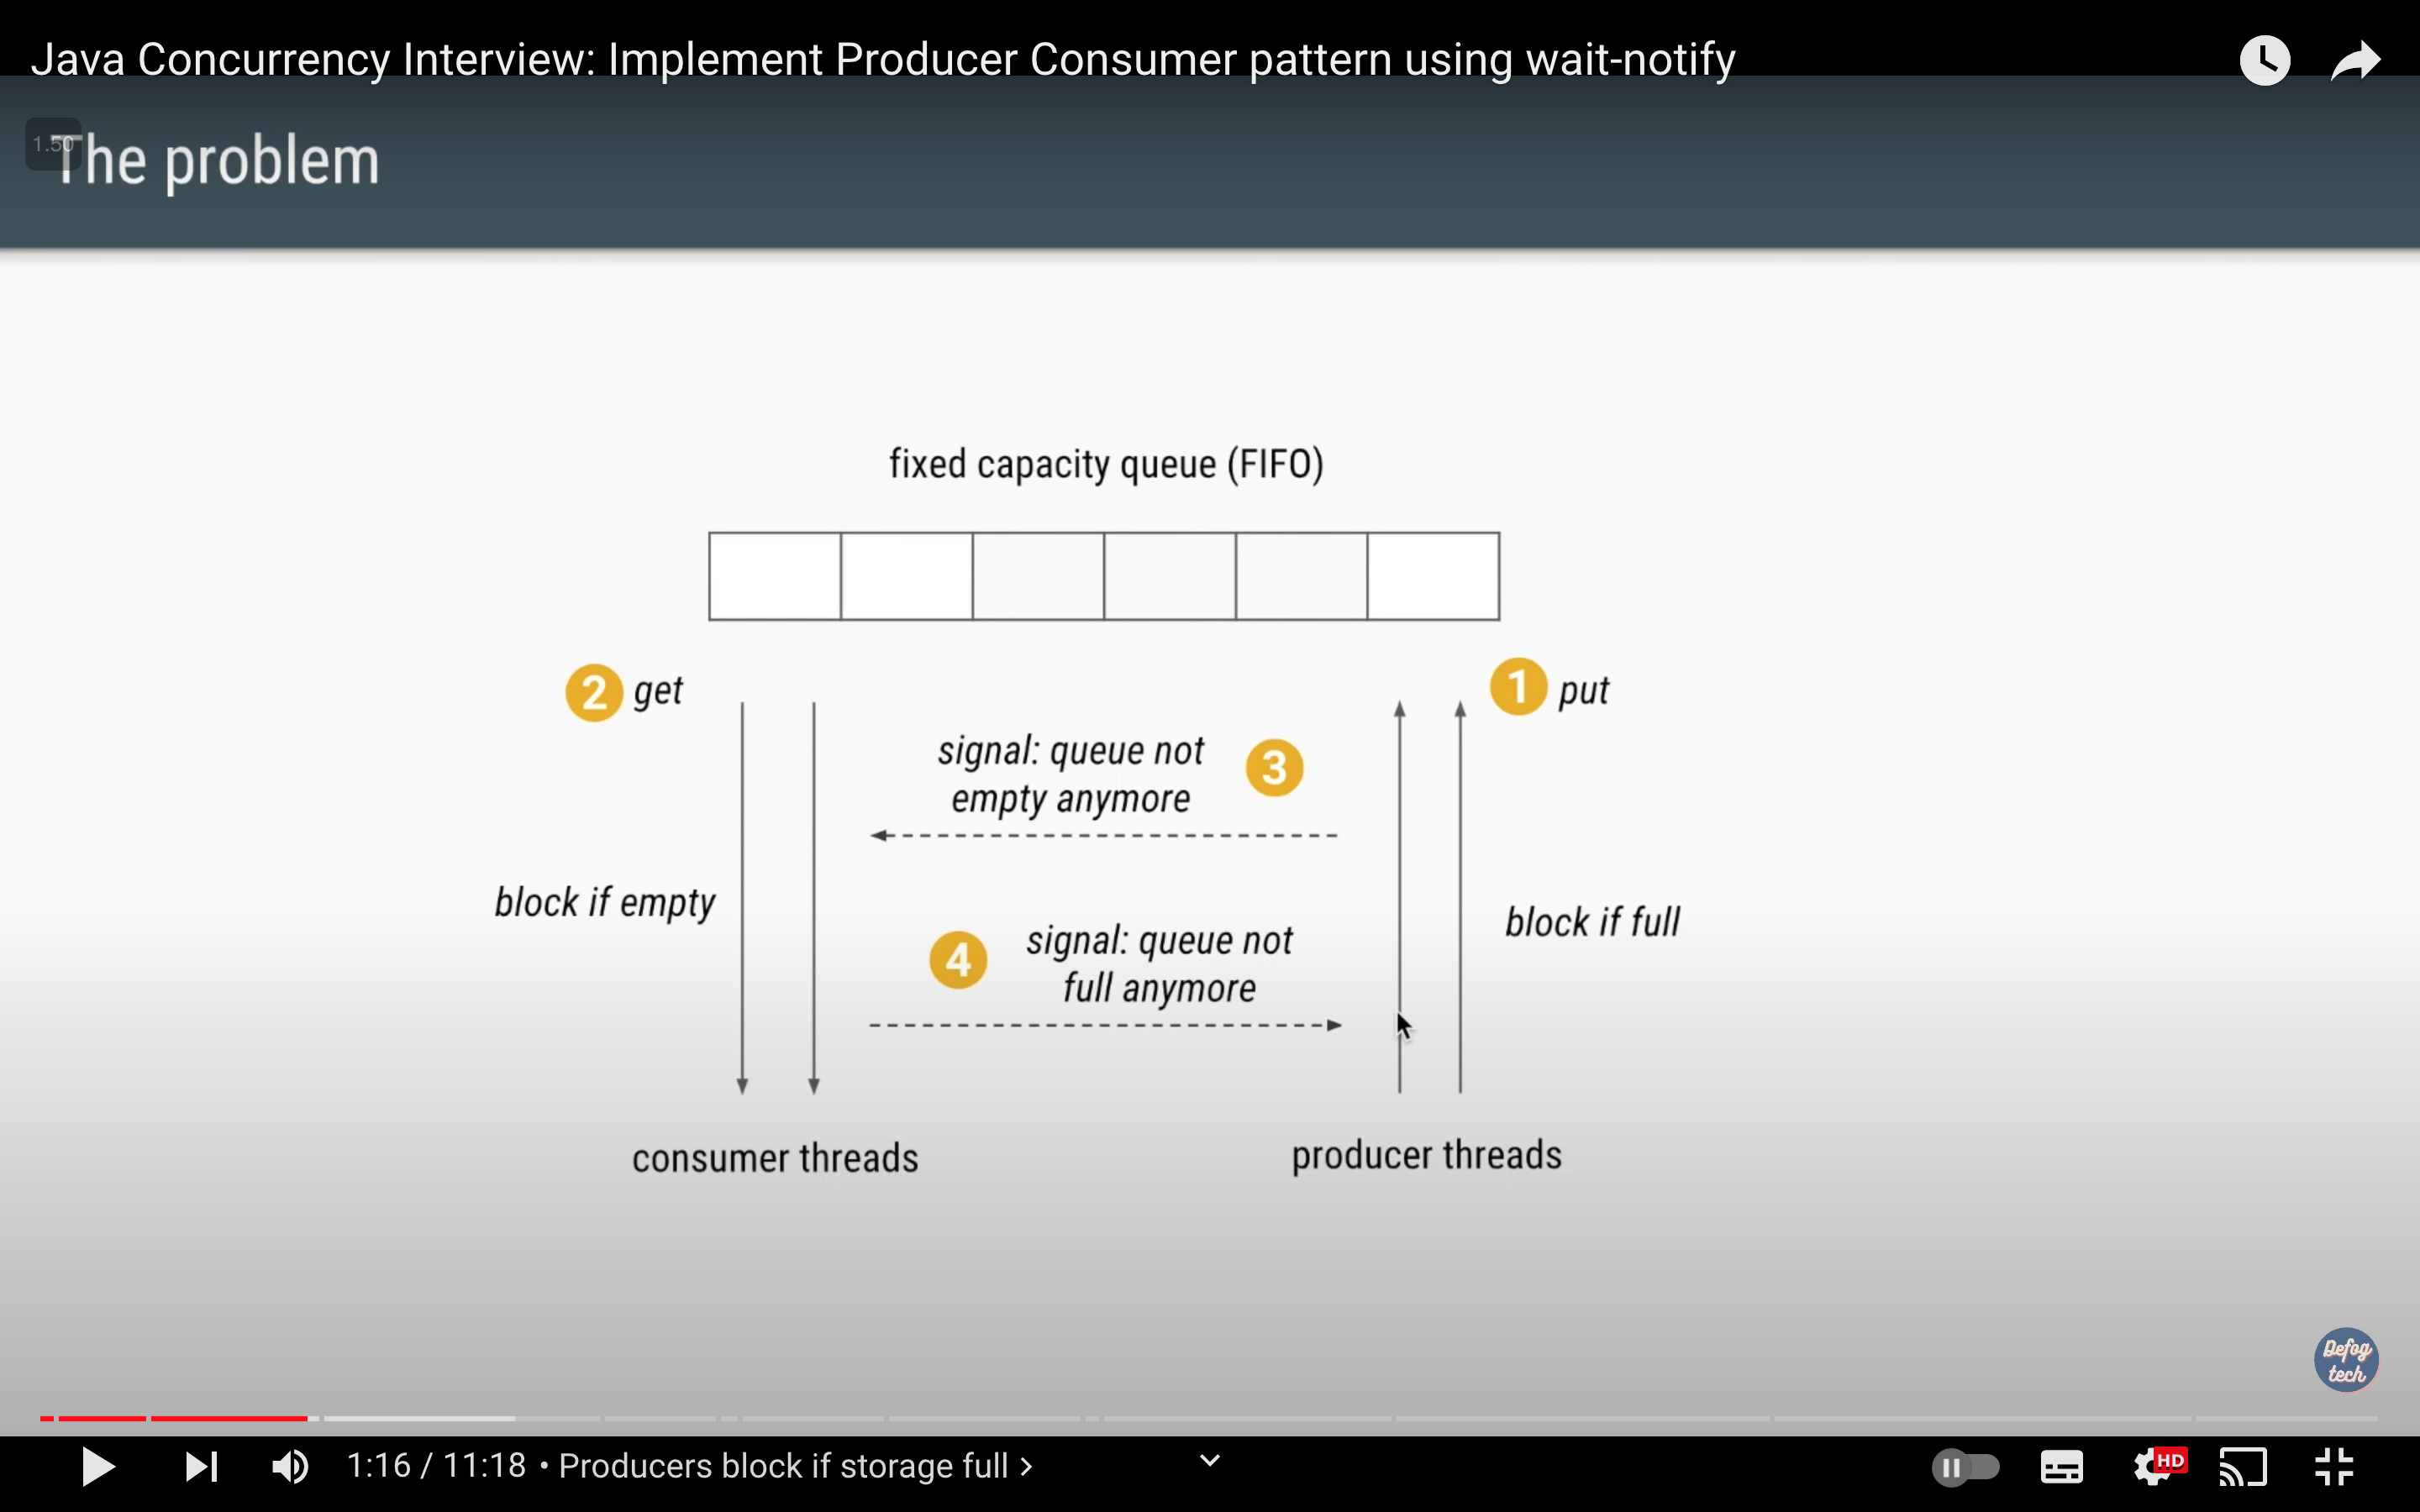 Java Concurrency Interview: Implement Producer Consumer pattern using wait-notify
1.50
The problem
fixed capacity queue (FIFO)
2 get
1 put
signal: queue not
empty anymore
3
block if empty
block if full
4
signal: queue not
full anymore
consumer threads
producer threads
Defog
tech
1:16 / 11:18 • Producers block if storage full >
HD